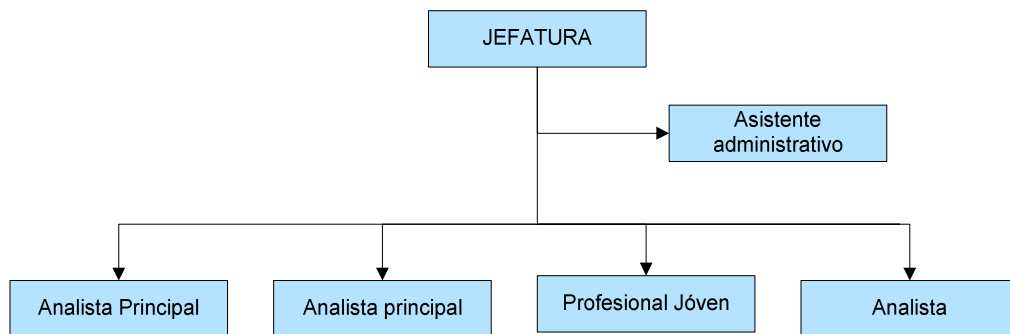 JEFATURA
Asistente
administrativo
Analista Principal
Analista principal
Profesional Jóven
Analista